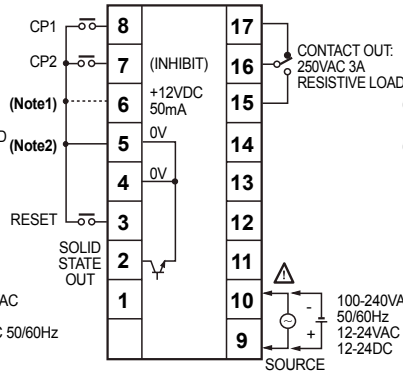 CP1
8
17
CONTACT OUT:
250VAC 3A
RESISTIVE LOAD
CP2
7
(INHIBIT)
16
(Note1)
6
+12VDC
50mA
15
(Note2)
5
0V
14
4
0V
13
RESET
3
12
SOLID
STATE
OUT
2
11
AC
1
10
-
100-240VA
50/60Hz
C 50/60Hz
9
+
12-24VAC
12-24DC
SOURCE